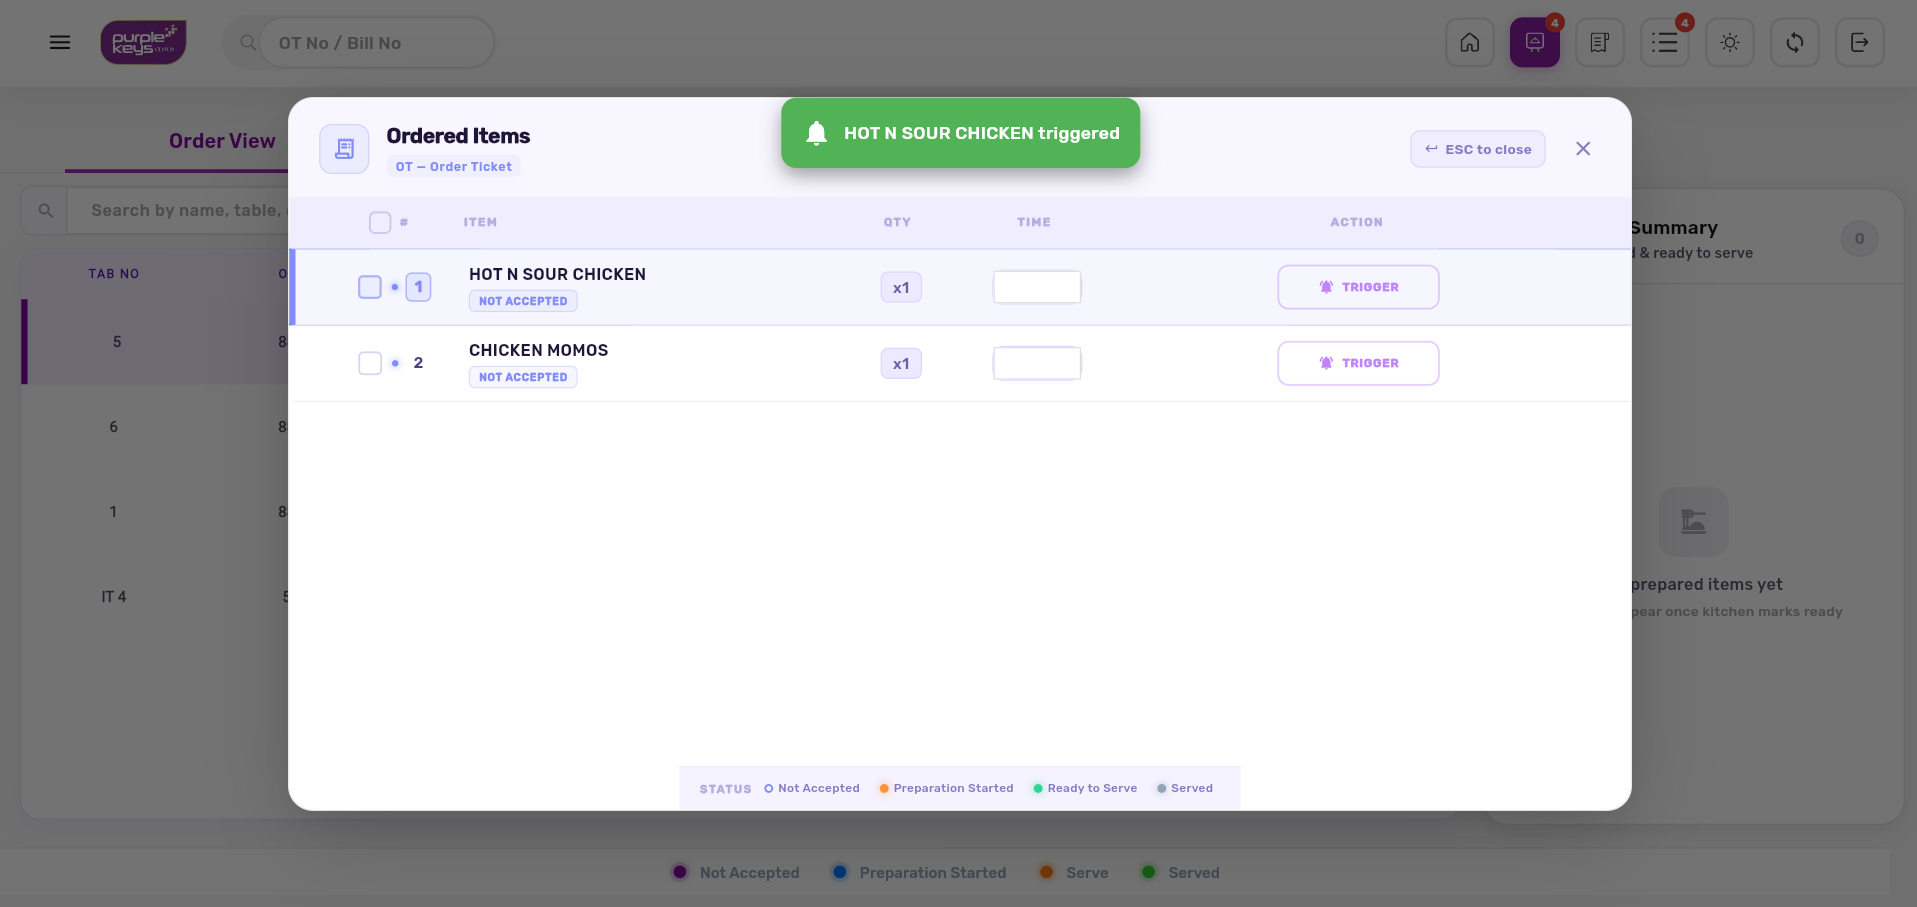 purple
keys
OT No / Bill No
4
4
HOT N SOUR CHICKEN triggered
Ordered Items
OT – Order Ticket
ESC to close
Order View
Search by name, table,
# ITEM QTY TIME ACTION
TAB NO
1 HOT N SOUR CHICKEN x1 TRIGGER
NOT ACCEPTED
2 CHICKEN MOMOS x1 TRIGGER
NOT ACCEPTED
5 8
6 8
1 8
IT 4 5
Summary
& ready to serve
0
prepared items yet
pear once kitchen marks ready
STATUS Not Accepted Preparation Started Ready to Serve Served
Not Accepted Preparation Started Serve Served